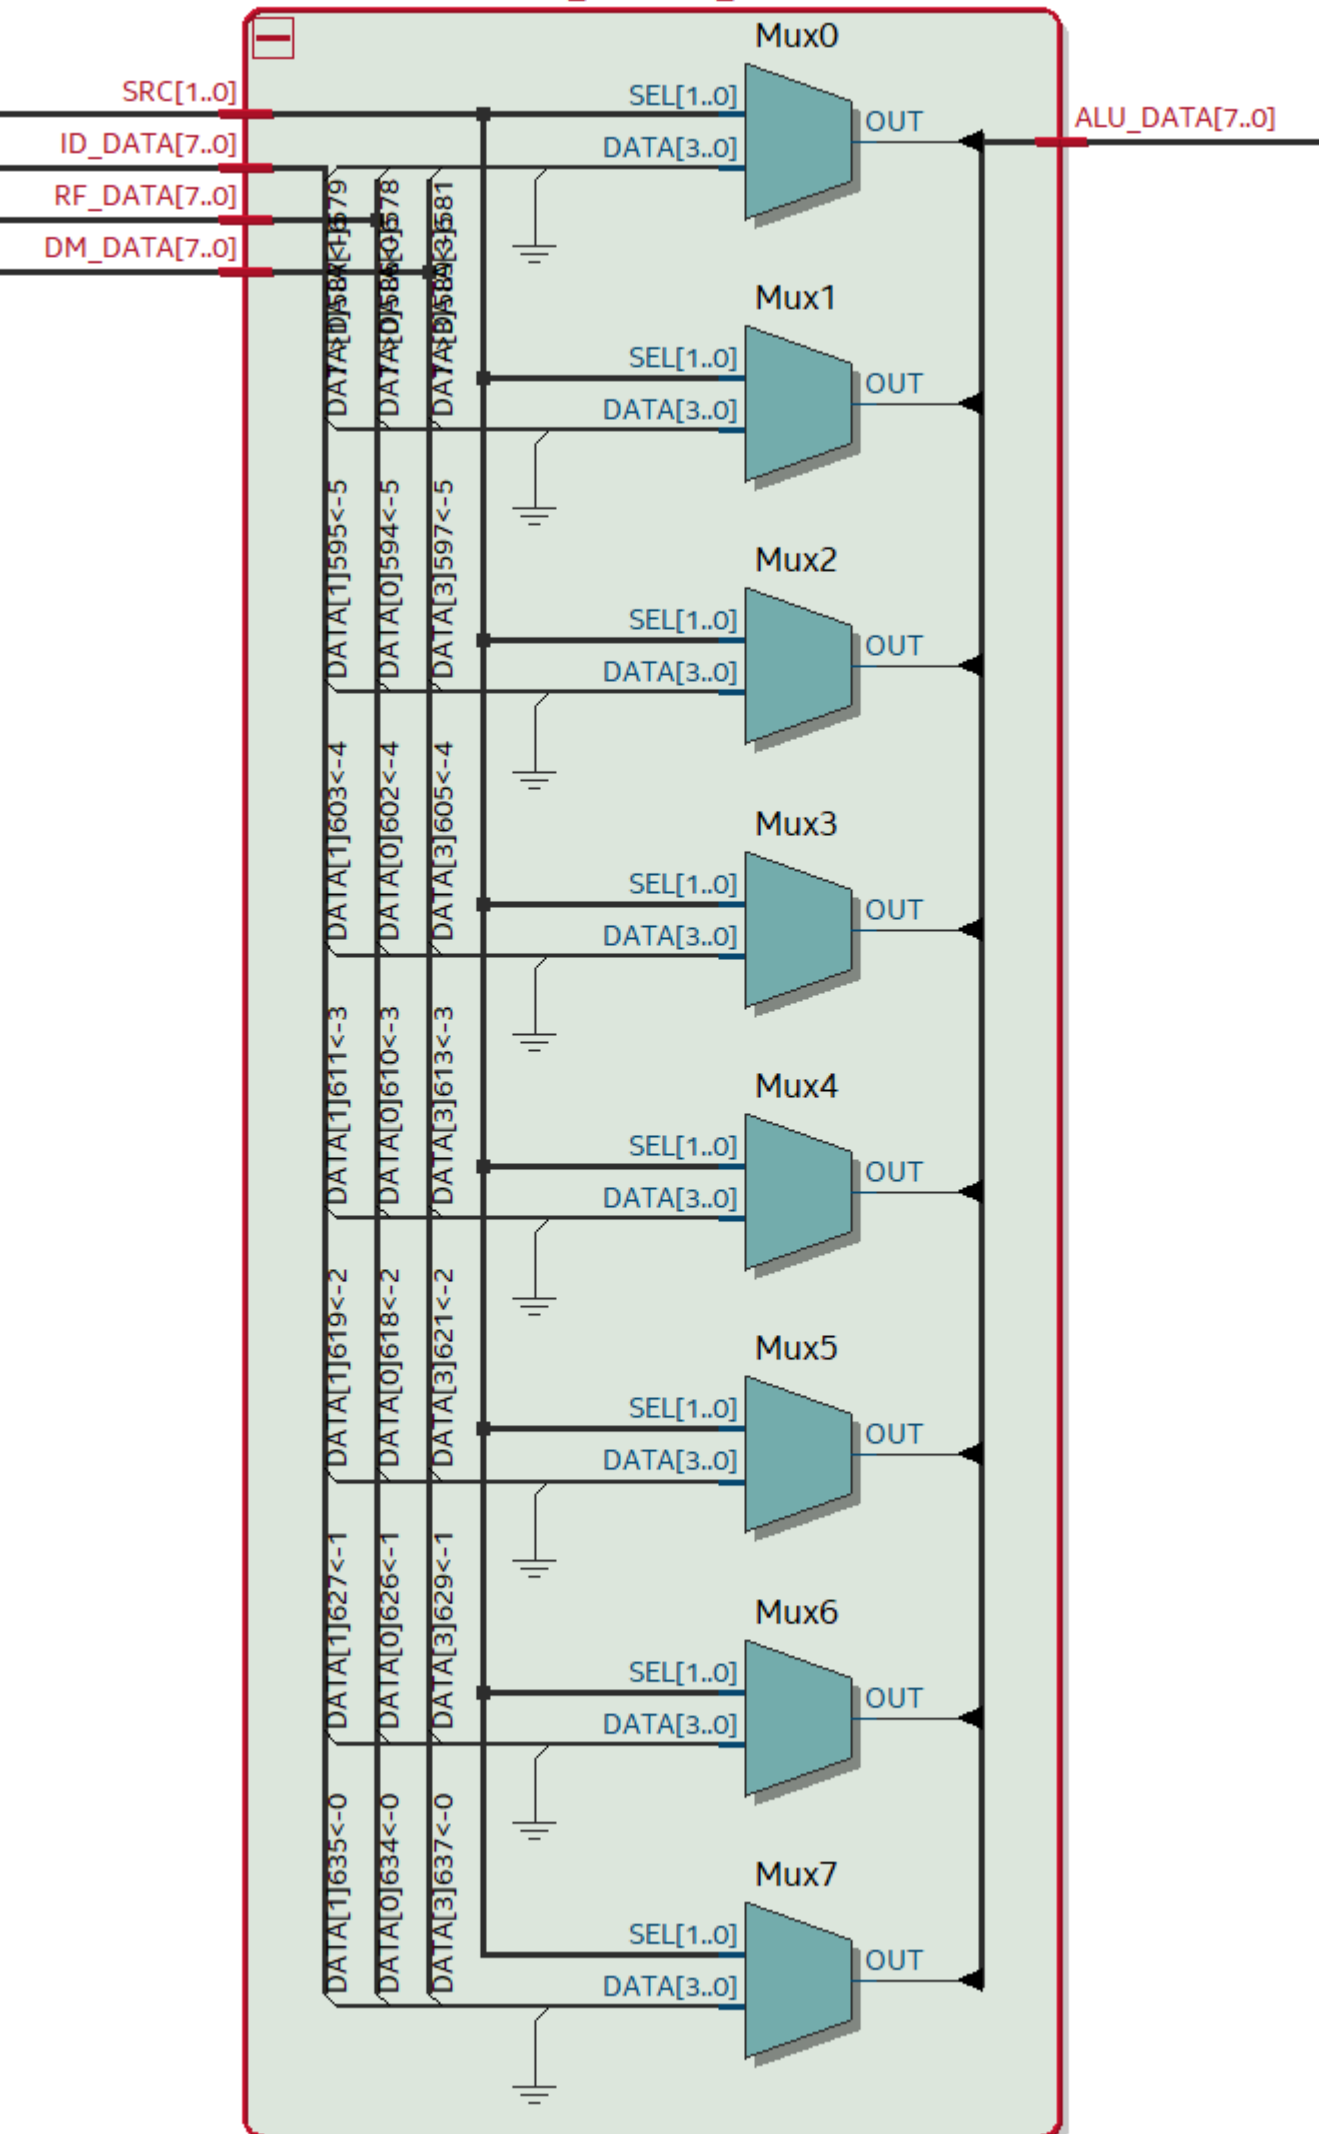 Mux0
SRC[1..0]
SEL[1..0]
OUT
ALU_DATA[7..0]
ID_DATA[7..0]
DATA[3..0]
RF_DATA[7..0]
DM_DATA[7..0]
Mux1
SEL[1..0]
OUT
DATA[3..0]
DATA[1]595<-5
DATA[0]594<-5
DATA[3]597<-5
Mux2
SEL[1..0]
OUT
DATA[3..0]
DATA[1]603<-4
DATA[0]602<-4
DATA[3]605<-4
Mux3
SEL[1..0]
OUT
DATA[3..0]
DATA[1]611<-3
DATA[0]610<-3
DATA[3]613<-3
Mux4
SEL[1..0]
OUT
DATA[3..0]
DATA[1]619<-2
DATA[0]618<-2
DATA[3]621<-2
Mux5
SEL[1..0]
OUT
DATA[3..0]
DATA[1]627<-1
DATA[0]626<-1
DATA[3]629<-1
Mux6
SEL[1..0]
OUT
DATA[3..0]
DATA[1]635<-0
DATA[0]634<-0
DATA[3]637<-0
Mux7
SEL[1..0]
OUT
DATA[3..0]